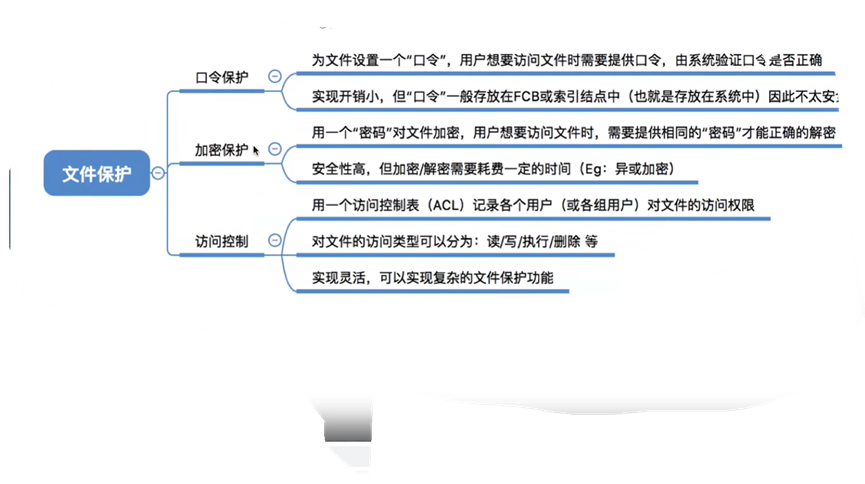 为文件设置一个“口令”，用户想要访问文件时需要提供口令，由系统验证口令是否正确
口令保护
实现开销小，但“口令”一般存放在FCB或索引结点中（也就是存放在系统中）因此不太安
用一个“密码”对文件加密，用户想要访问文件时，需要提供相同的“密码”才能正确的解密
加密保护
安全性高，但加密/解密需要耗费一定的时间（Eg：异或加密）
文件保护
用一个访问控制表（ACL）记录各个用户（或各组用户）对文件的访问权限
访问控制
对文件的访问类型可以分为：读/写/执行/删除 等
实现灵活，可以实现复杂的文件保护功能